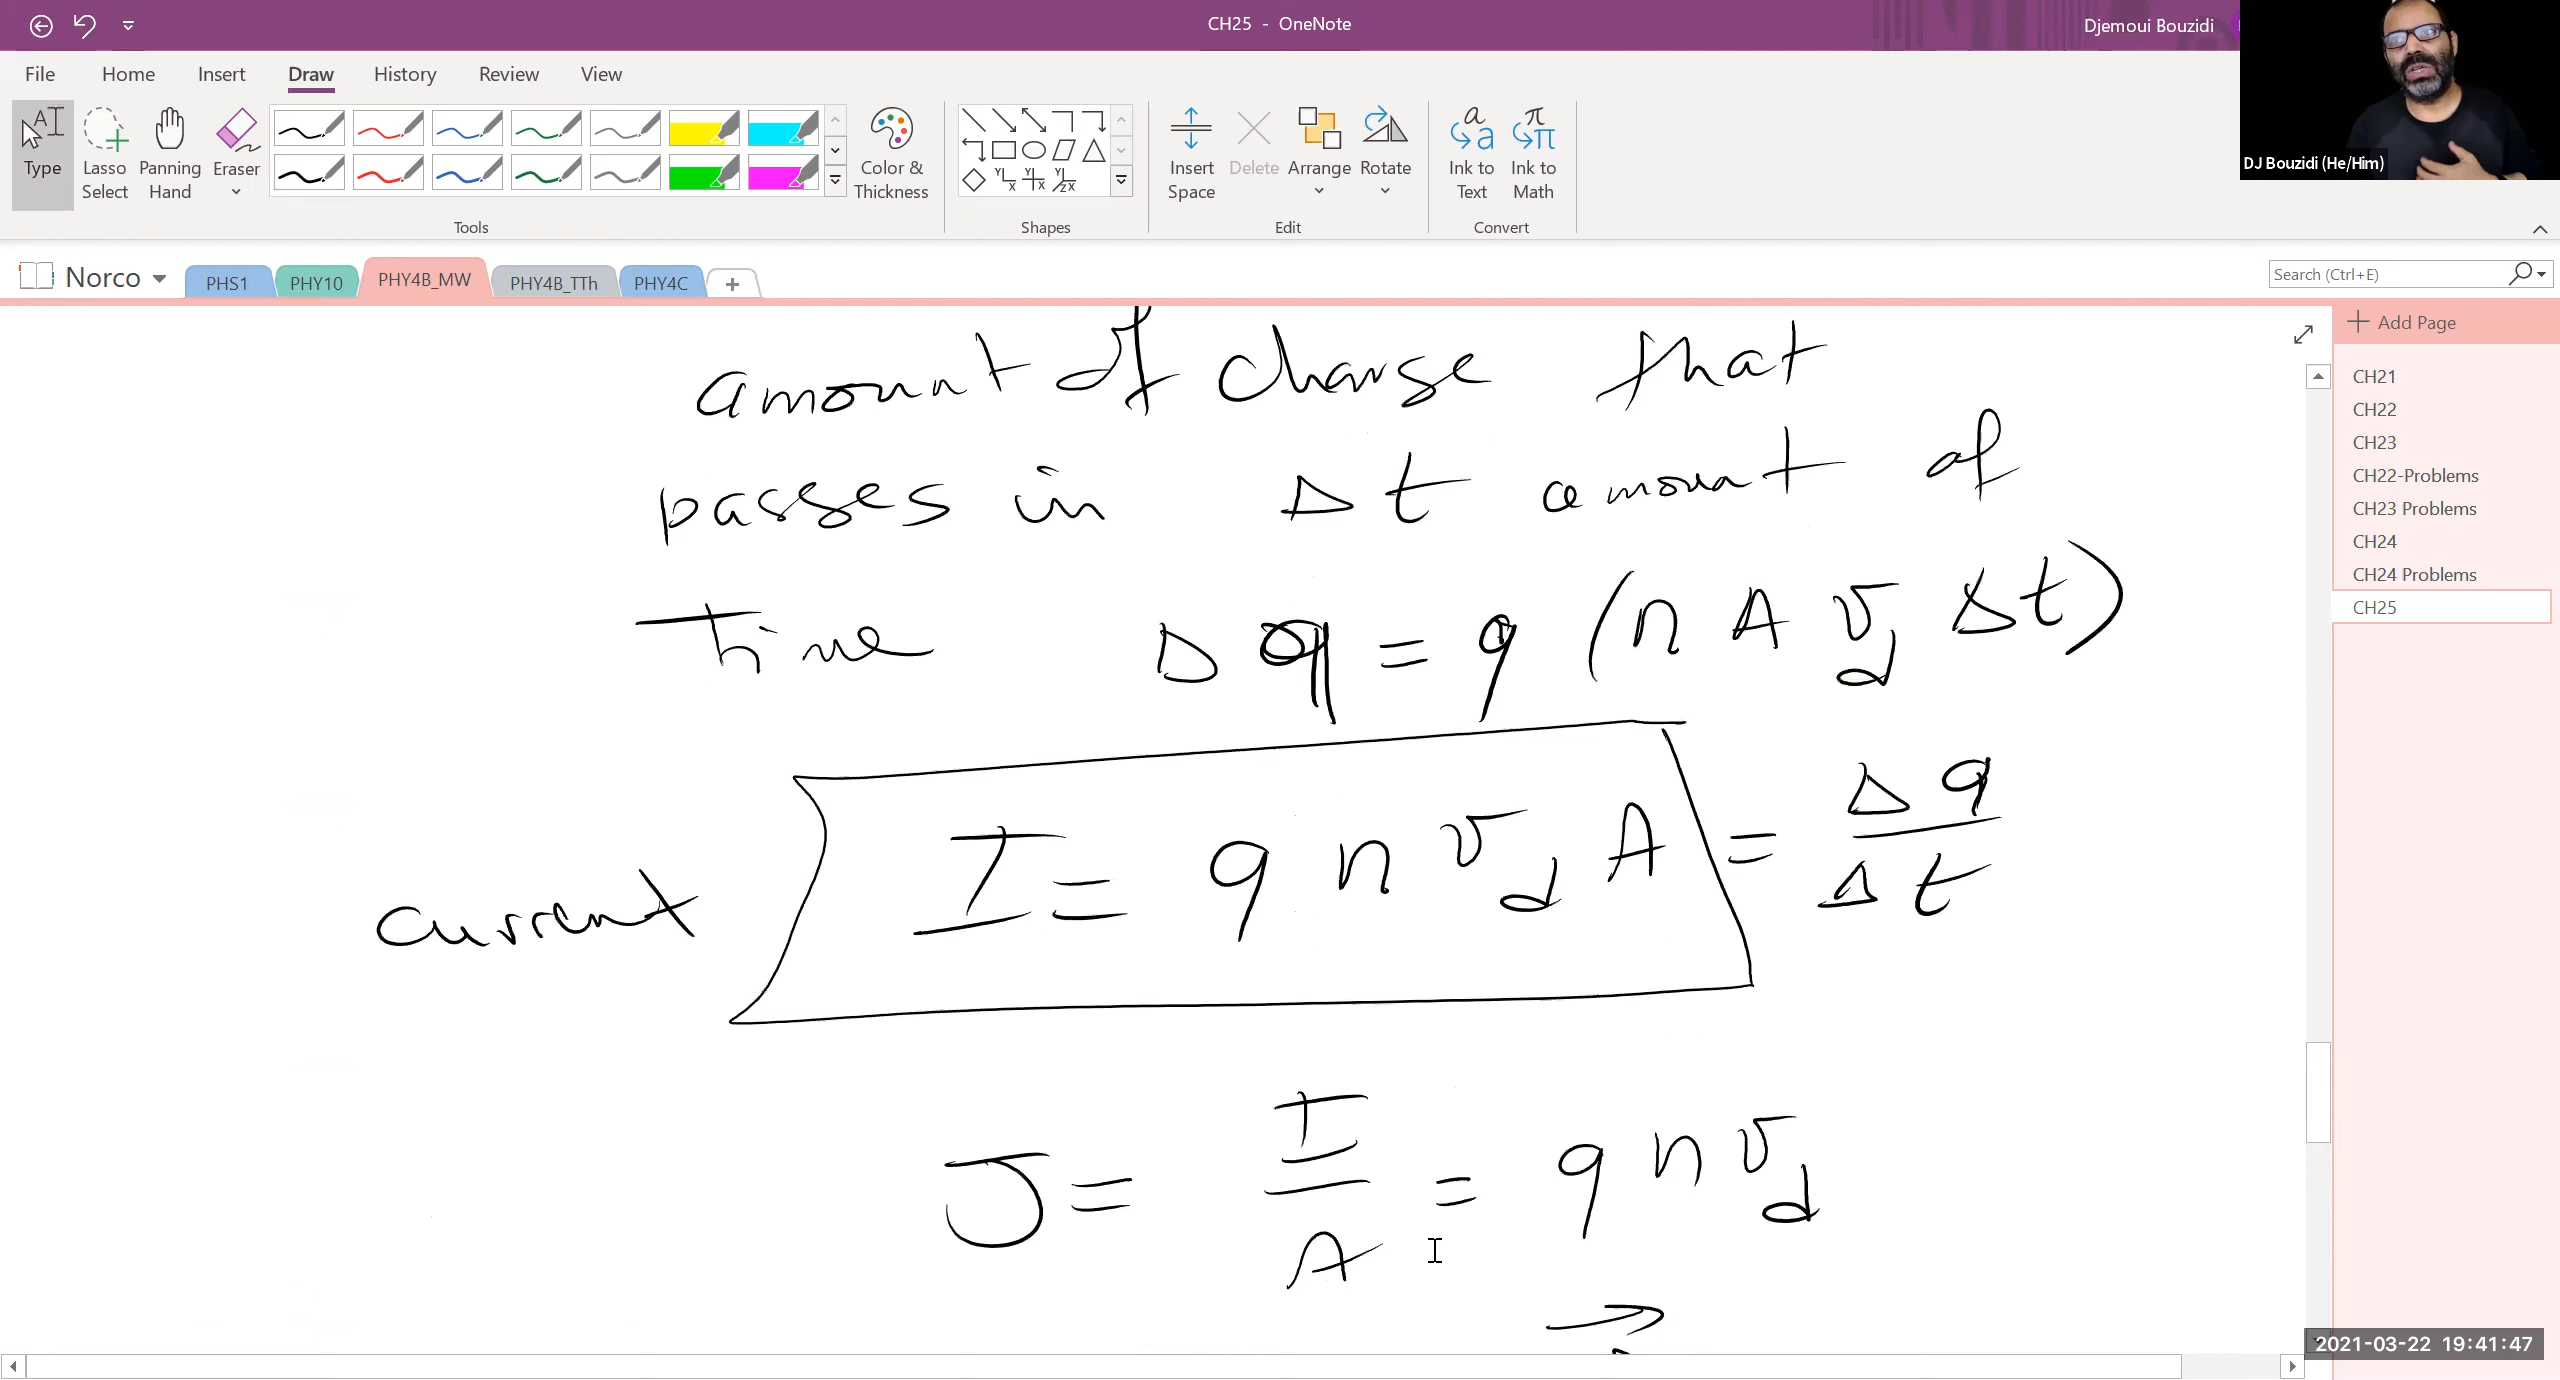 CH25 - OneNote
Djemoui Bouzidi
DJ Bouzidi (He/Him)
File Home Insert Draw History Review View
Type
Lasso Select
Panning Hand
Eraser
Color & Thickness
Insert Space
Delete
Arrange
Rotate
Ink to Text
Ink to Math
Tools
Shapes
Edit
Convert
Norco
PHS1 PHY10 PHY4B_MW PHY4B_TTh PHY4C +
Search (Ctrl+E)
Add Page
CH21
CH22
CH23
CH22-Problems
CH23 Problems
CH24
CH24 Problems
CH25
amount of charge that
passes in Δt amount of
time Δq = q (n A v_d Δt)
current I = q n v_d A = Δq/Δt
J = I/A = q n v_d
2021-03-22 19:41:47